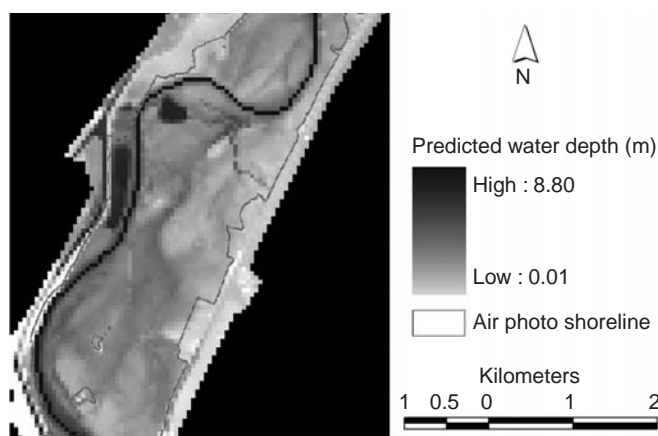 N
Predicted water depth (m)
High : 8.80
Low : 0.01
Air photo shoreline
Kilometers
1 0.5 0 1 2